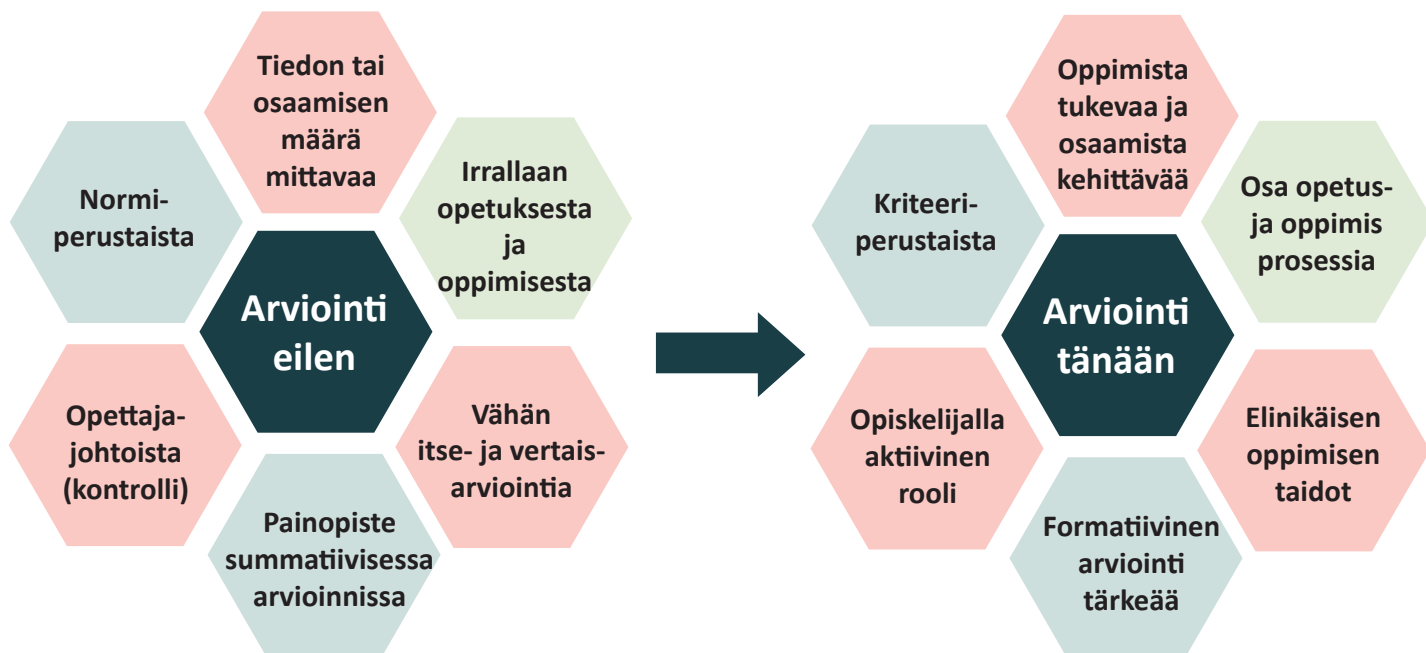 Tiedon tai
osaamisen
määrä
mittavaa
Normi-
perustaista
Irrallaan
opetuksesta
ja
oppimisesta
Arviointi
eilen
Opettaja-
johtoista
(kontrolli)
Vähän
itse- ja vertais-
arviointia
Painopiste
summatiivisessa
arvioinnissa
Oppimista
tukevaa ja
osaamista
kehittävää
Kriteeri-
perustaista
Osa opetus-
ja oppimis
prosessia
Arviointi
tänään
Opiskelijalla
aktiivinen
rooli
Elinikäisen
oppimisen
taidot
Formatiivinen
arviointi
tärkeää